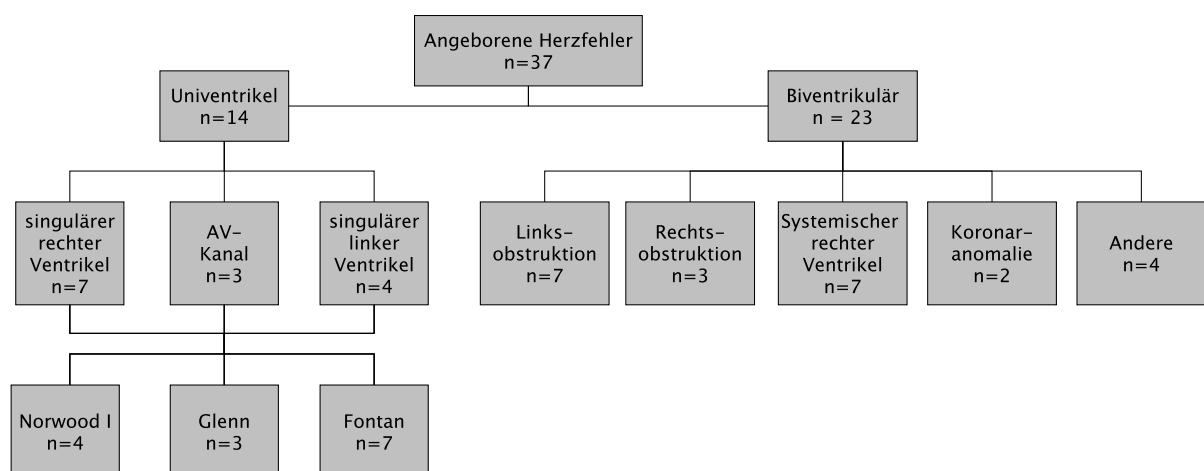 Angeborene Herzfehler
n=37
Univentrikel
n=14
Biventrikulär
n = 23
singulärer
rechter
Ventrikel
n=7
AV-
Kanal
n=3
singulärer
linker
Ventrikel
n=4
Links-
obstruktion
n=7
Rechts-
obstruktion
n=3
Systemischer
rechter
Ventrikel
n=7
Koronar-
anomalie
n=2
Andere
n=4
Norwood I
n=4
Glenn
n=3
Fontan
n=7